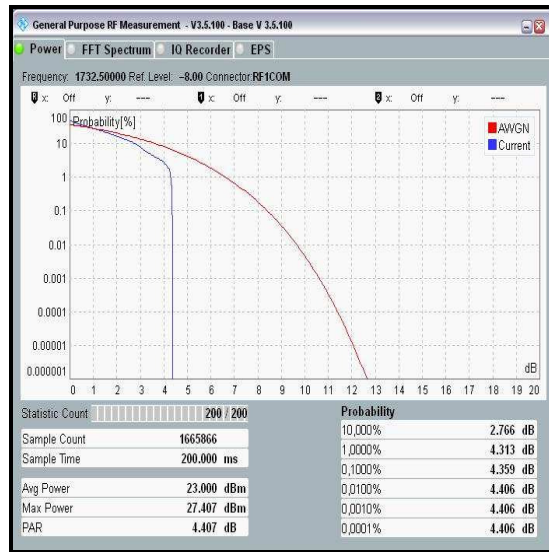 General Purpose RF Measurement - V3.5.100 - Base V 3.5.100
Power FFT Spectrum IQ Recorder EPS
Frequency: 1732.50000 Ref. Level: -8.00 Connector:RF1COM
x: Off y: --- x: Off y: --- x: Off y: ---
Probability[%]
AWGN
Current
100
10
1
0.1
0.01
0.001
0.0001
0.00001
0.000001
dB
0 1 2 3 4 5 6 7 8 9 10 11 12 13 14 15 16 17 18 19 20
Statistic Count 200 / 200
Sample Count 1665866
Sample Time 200.000 ms
Avg Power 23.000 dBm
Max Power 27.407 dBm
PAR 4.407 dB
Probability
10,000% 2.766 dB
1,0000% 4.313 dB
0,1000% 4.359 dB
0,0100% 4.406 dB
0,0010% 4.406 dB
0,0001% 4.406 dB